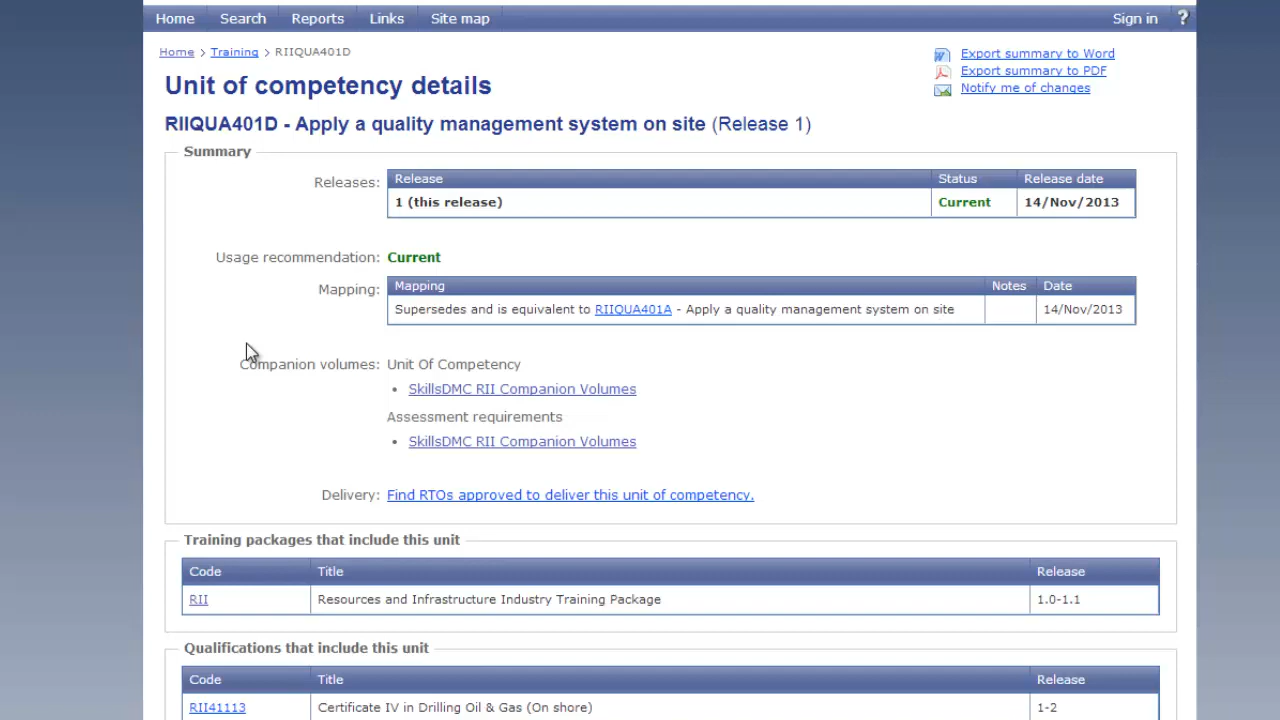 Home Search Reports Links Site map Sign in ?
Home > Training > RIIQUA401D
Export summary to Word
Export summary to PDF
Notify me of changes
Unit of competency details
RIIQUA401D - Apply a quality management system on site (Release 1)
Summary
Releases: Release Status Release date
1 (this release) Current 14/Nov/2013
Usage recommendation: Current
Mapping: Mapping Notes Date
Supersedes and is equivalent to RIIQUA401A - Apply a quality management system on site 14/Nov/2013
Companion volumes: Unit Of Competency
• SkillsDMC RII Companion Volumes
Assessment requirements
• SkillsDMC RII Companion Volumes
Delivery: Find RTOs approved to deliver this unit of competency.
Training packages that include this unit
Code Title Release
RII Resources and Infrastructure Industry Training Package 1.0-1.1
Qualifications that include this unit
Code Title Release
RII41113 Certificate IV in Drilling Oil & Gas (On shore) 1-2